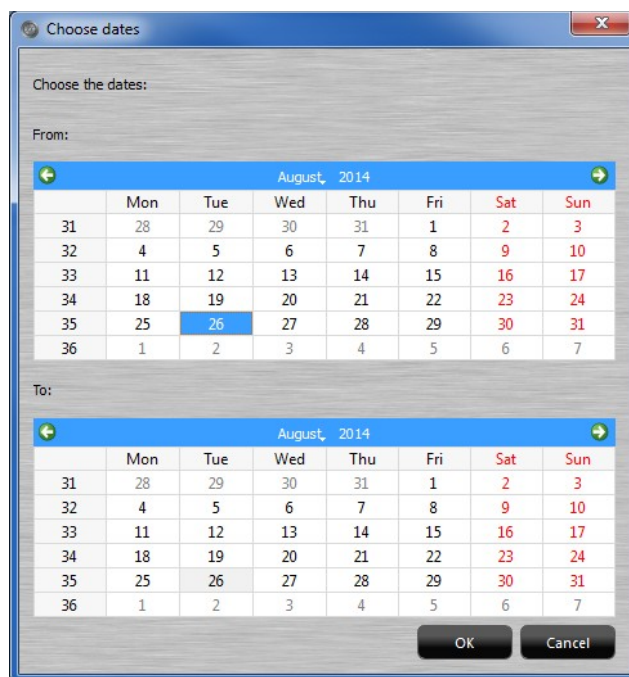 Choose dates
Choose the dates:
From:
August, 2014
Mon Tue Wed Thu Fri Sat Sun
31 28 29 30 31 1 2 3
32 4 5 6 7 8 9 10
33 11 12 13 14 15 16 17
34 18 19 20 21 22 23 24
35 25 26 27 28 29 30 31
36 1 2 3 4 5 6 7
To:
August, 2014
Mon Tue Wed Thu Fri Sat Sun
31 28 29 30 31 1 2 3
32 4 5 6 7 8 9 10
33 11 12 13 14 15 16 17
34 18 19 20 21 22 23 24
35 25 26 27 28 29 30 31
36 1 2 3 4 5 6 7
OK Cancel